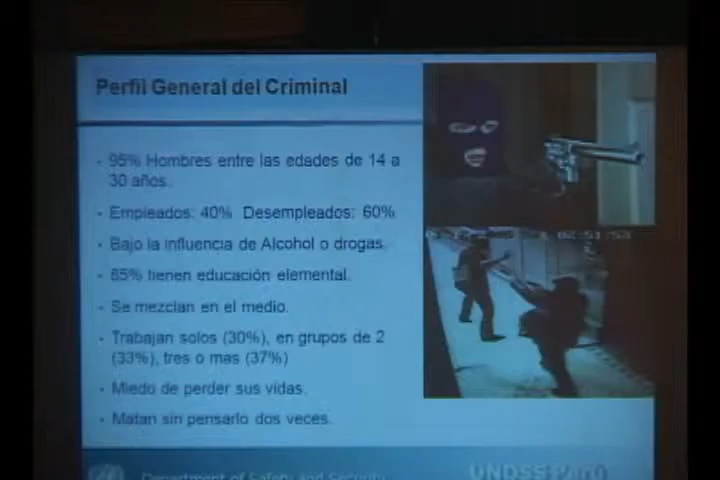 Perfil General del Criminal
- 95% Hombres entre las edades de 14 a
30 años.
- Empleados: 40% Desempleados: 60%
- Bajo la influencia de Alcohol o drogas.
- 65% tienen educación elemental.
- Se mezclan en el medio.
- Trabajan solos (30%), en grupos de 2
(33%), tres o mas (37%)
- Miedo de perder sus vidas.
- Matan sin pensarlo dos veces.
Department of Safety and Security
UNDSS